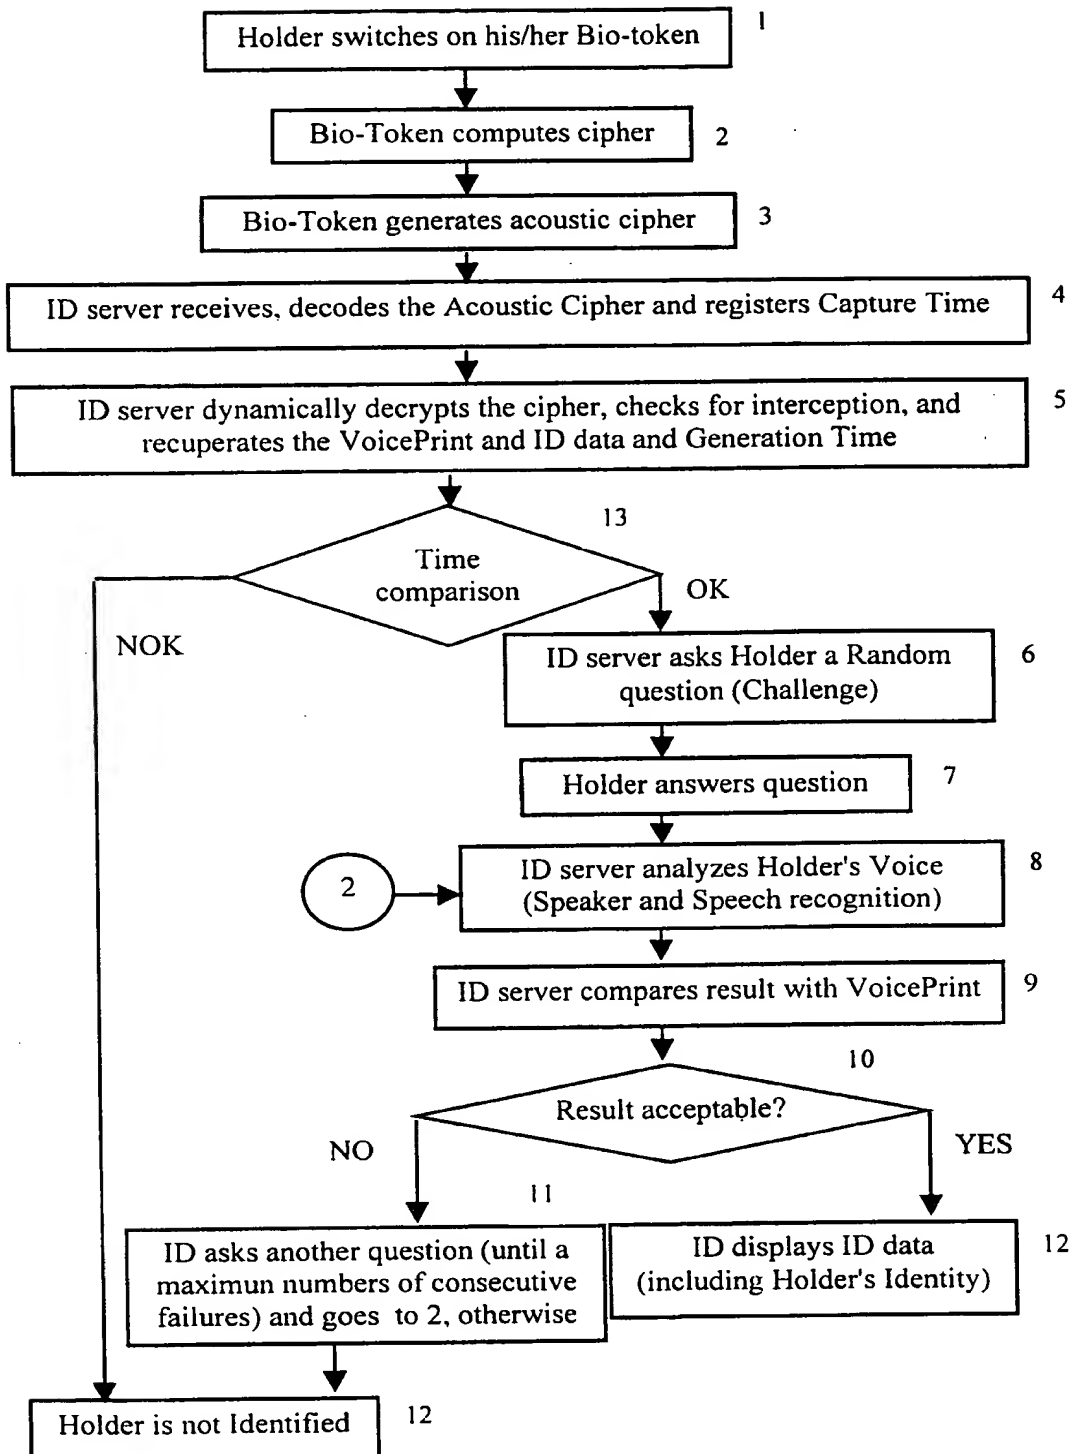 Holder switches on his/her Bio-token
1
Bio-Token computes cipher
2
Bio-Token generates acoustic cipher
3
ID server receives, decodes the Acoustic Cipher and registers Capture Time
4
ID server dynamically decrypts the cipher, checks for interception, and
recuperates the VoicePrint and ID data and Generation Time
5
13
Time
comparison
OK
NOK
ID server asks Holder a Random
question (Challenge)
6
Holder answers question
7
2
ID server analyzes Holder's Voice
(Speaker and Speech recognition)
8
ID server compares result with VoicePrint
9
10
Result acceptable?
NO
YES
11
ID asks another question (until a
maximun numbers of consecutive
failures) and goes to 2, otherwise
ID displays ID data
(including Holder's Identity)
12
Holder is not Identified
12